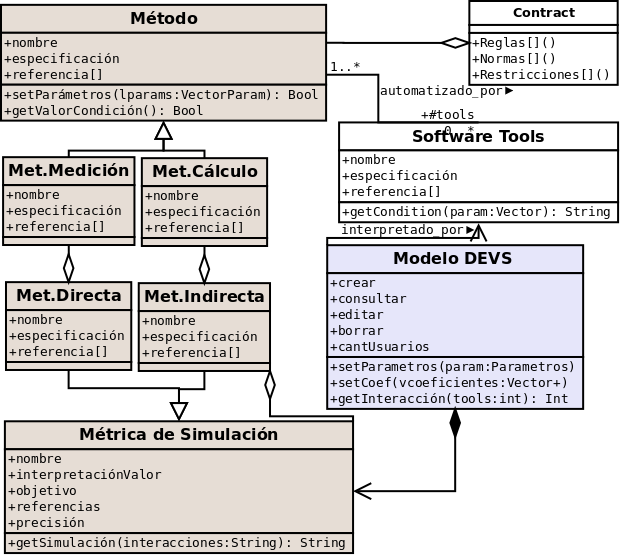 Método
+nombre
+especificación
+referencia[]
+setParámetros(lparams:VectorParam): Bool
+getValorCondición(): Bool
Contract
+Reglas[]()
+Normas[]()
+Restricciones[]()
1..*
automatizado_por▶
+#tools
0..*
Software Tools
+nombre
+especificación
+referencia[]
+getCondition(param:Vector): String
interpretado_por▶
Met.Medición
+nombre
+especificación
+referencia[]
Met.Cálculo
+nombre
+especificación
+referencia[]
Met.Directa
+nombre
+especificación
+referencia[]
Met.Indirecta
+nombre
+especificación
+referencia[]
Modelo DEVS
+crear
+consultar
+editar
+borrar
+cantUsuarios
+setParametros(param:Parametros)
+setCoef(vcoeficientes:Vector+)
+getInteracción(tools:int): Int
Métrica de Simulación
+nombre
+interpretaciónValor
+objetivo
+referencias
+precisión
+getSimulación(interacciones:String): String